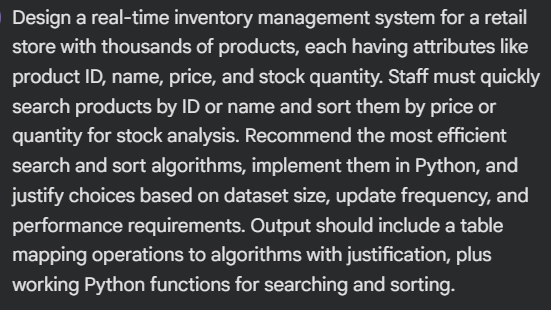 Design a real-time inventory management system for a retail
store with thousands of products, each having attributes like
product ID, name, price, and stock quantity. Staff must quickly
search products by ID or name and sort them by price or
quantity for stock analysis. Recommend the most efficient
search and sort algorithms, implement them in Python, and
justify choices based on dataset size, update frequency, and
performance requirements. Output should include a table
mapping operations to algorithms with justification, plus
working Python functions for searching and sorting.